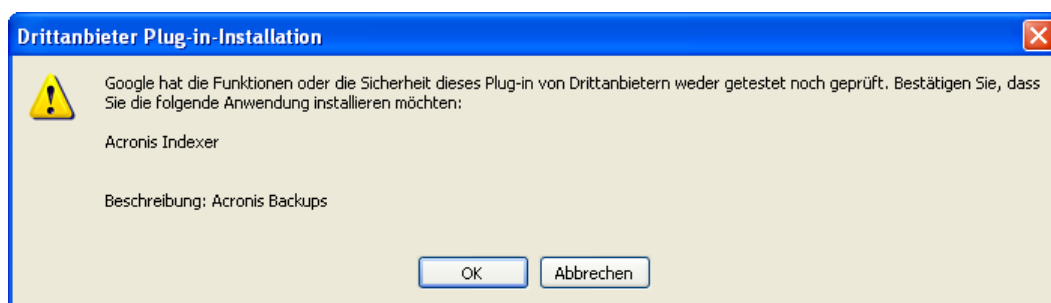 Drittanbieter Plug-in-Installation
Google hat die Funktionen oder die Sicherheit dieses Plug-in von Drittanbietern weder getestet noch geprüft. Bestätigen Sie, dass
Sie die folgende Anwendung installieren möchten:
Acronis Indexer
Beschreibung: Acronis Backups
OK
Abbrechen